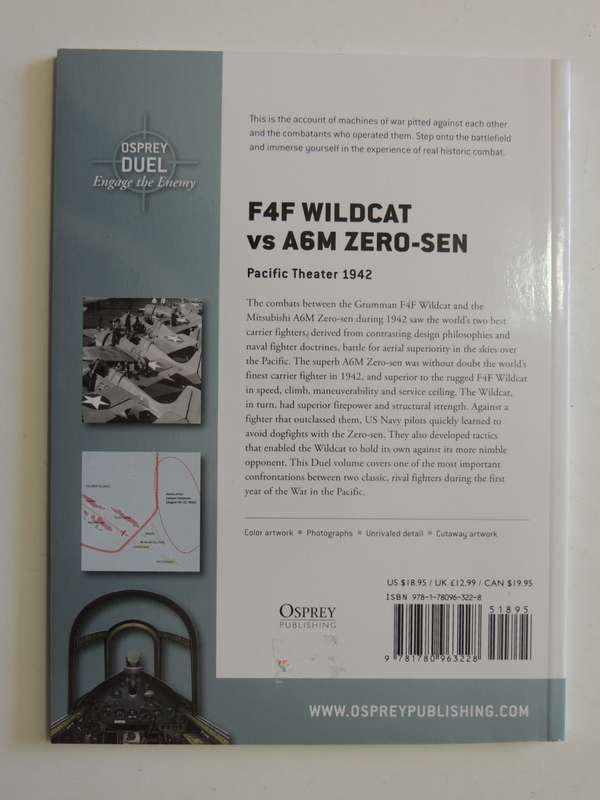 This is the account of machines of war pitted against each other
and the combatants who operated them. Step onto the battlefield
and immerse yourself in the experience of real historic combat.
OSPREY
DUEL
Engage the Enemy
F4F WILDCAT
vs A6M ZERO-SEN
Pacific Theater 1942
The combats between the Grumman F4F Wildcat and the
Mitsubishi A6M Zero-sen during 1942 saw the world's two best
carrier fighters, derived from contrasting design philosophies and
naval fighter doctrines, battle for aerial superiority in the skies over
the Pacific. The superb A6M Zero-sen was without doubt the world's
finest carrier fighter in 1942, and superior to the rugged F4F Wildcat
in speed, climb, maneuverability and service ceiling. The Wildcat,
in turn, had superior firepower and structural strength. Against a
fighter that outclassed them, US Navy pilots quickly learned to
avoid dogfights with the Zero-sen. They also developed tactics
that enabled the Wildcat to hold its own against its more nimble
opponent. This Duel volume covers one of the most important
confrontations between two classic, rival fighters during the first
year of the War in the Pacific.
Color artwork • Photographs • Unrivaled detail • Cutaway artwork
US $18.95 / UK £12.99 / CAN $19.95
ISBN 978-1-78096-322-8
51895
9 781780 963228
OSPREY
PUBLISHING
WWW.OSPREYPUBLISHING.COM